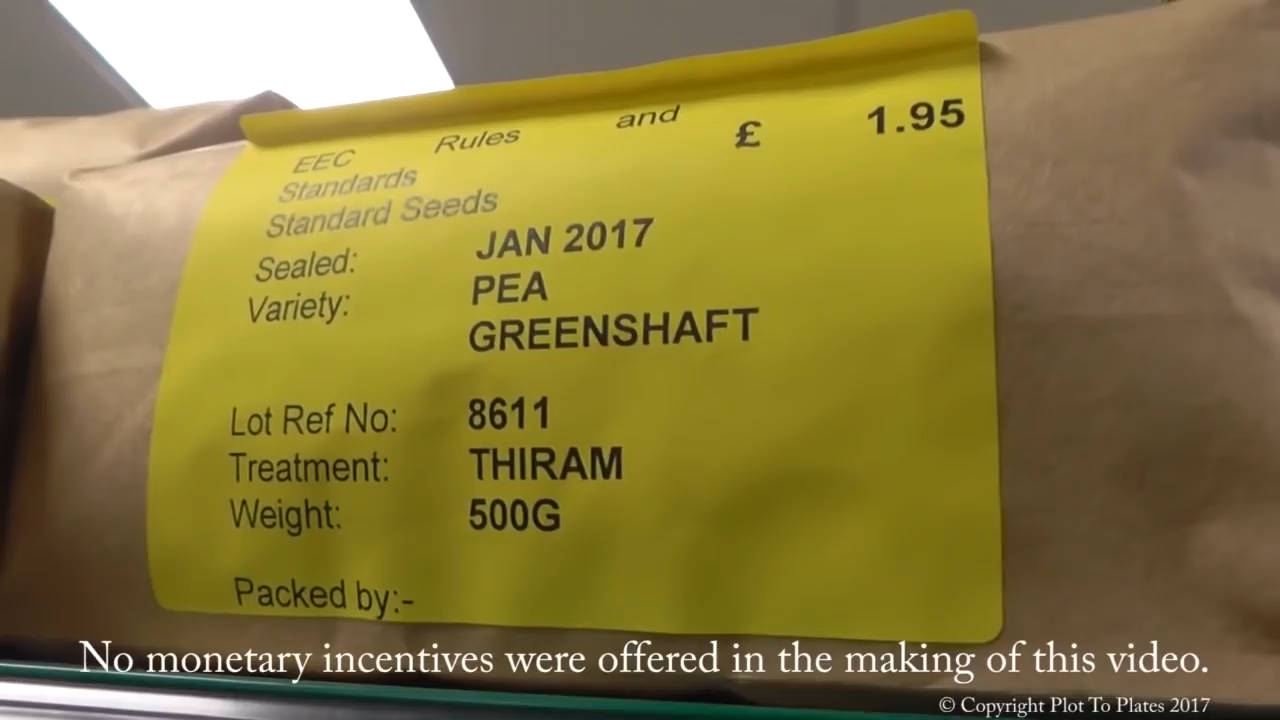 EEC Rules and £ 1.95
Standards
Standard Seeds
Sealed: JAN 2017
Variety: PEA
GREENSHAFT
Lot Ref No: 8611
Treatment: THIRAM
Weight: 500G
Packed by:-
No monetary incentives were offered in the making of this video.
© Copyright Plot To Plates 2017